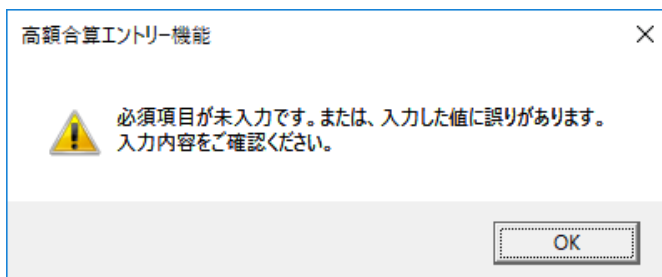 高額合算エントリー機能
必須項目が未入力です。または、入力した値に誤りがあります。
入力内容をご確認ください。
OK